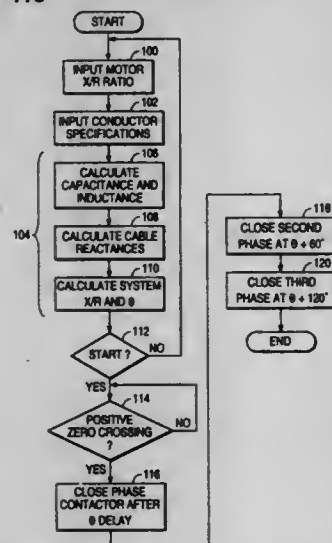 START
100
INPUT MOTOR
X/R RATIO
102
INPUT CONDUCTOR
SPECIFICATIONS
104
106
CALCULATE
CAPACITANCE AND
INDUCTANCE
108
CALCULATE CABLE
REACTANCES
110
CALCULATE SYSTEM
X/R AND θ
112
START ?
NO
YES
114
POSITIVE
ZERO CROSSING
?
NO
YES
116
CLOSE PHASE
CONTACTOR AFTER
θ DELAY
118
CLOSE SECOND
PHASE AT θ + 60°
120
CLOSE THIRD
PHASE AT θ + 120°
END